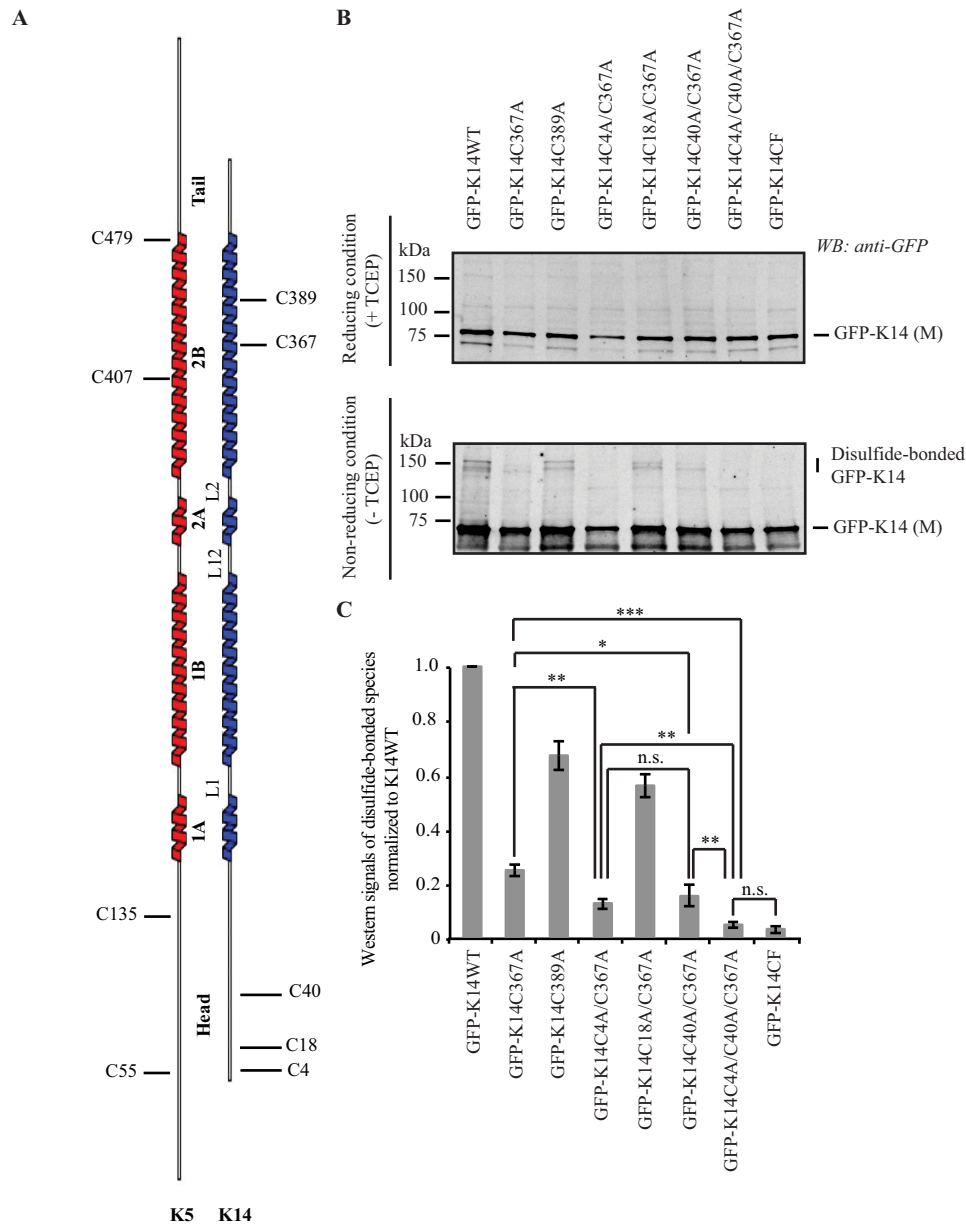 A
Tail
C479
C389
C367
2B
C407
L2
2A
L12
1B
L1
1A
C135
C40
Head
C18
C55
C4
K5 K14
B
GFP-K14WT
GFP-K14C367A
GFP-K14C389A
GFP-K14C4A/C367A
GFP-K14C18A/C367A
GFP-K14C40A/C367A
GFP-K14C4A/C40A/C367A
GFP-K14CF
WB: anti-GFP
Reducing condition
(+ TCEP)
kDa
150
100
75
GFP-K14 (M)
Non-reducing condition
(- TCEP)
kDa
150
100
75
Disulfide-bonded
GFP-K14
GFP-K14 (M)
C
Western signals of disulfide-bonded species
normalized to K14WT
1.0
0.8
0.6
0.4
0.2
0
***
*
**
**
n.s.
**
n.s.
GFP-K14WT
GFP-K14C367A
GFP-K14C389A
GFP-K14C4A/C367A
GFP-K14C18A/C367A
GFP-K14C40A/C367A
GFP-K14C4A/C40A/C367A
GFP-K14CF